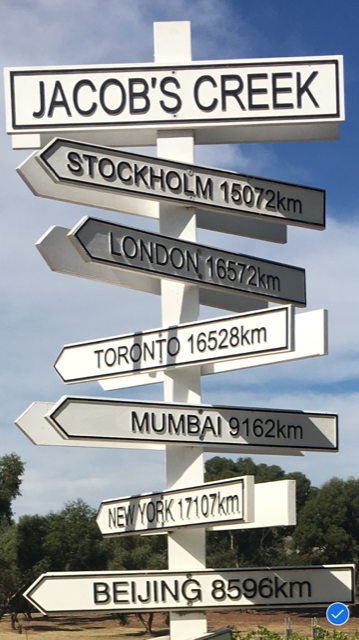 JACOB'S CREEK
STOCKHOLM 15072km
LONDON 16572km
TORONTO 16528km
MUMBAI 9162km
NEW YORK 17107km
BEIJING 8596km